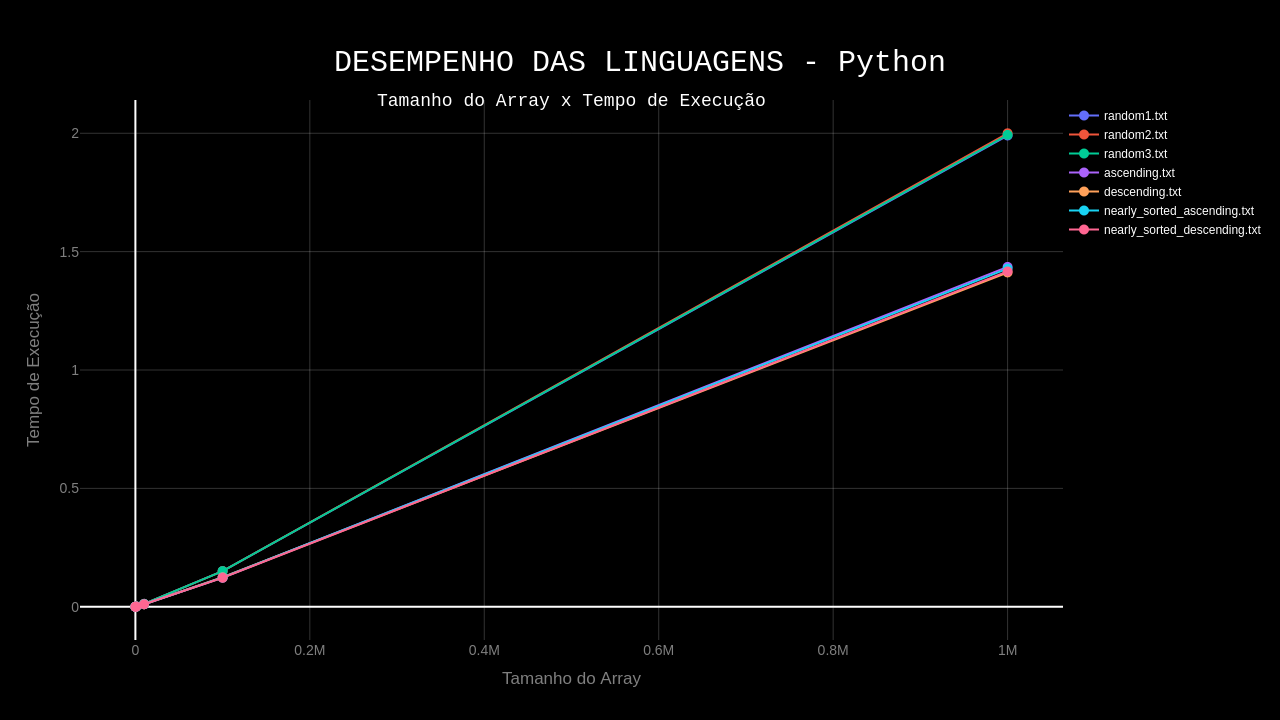 DESEMPENHO DAS LINGUAGENS - Python
Tamanho do Array x Tempo de Execução
random1.txt
random2.txt
random3.txt
ascending.txt
descending.txt
nearly_sorted_ascending.txt
nearly_sorted_descending.txt
Tempo de Execução
2
1.5
1
0.5
0
0 0.2M 0.4M 0.6M 0.8M 1M
Tamanho do Array